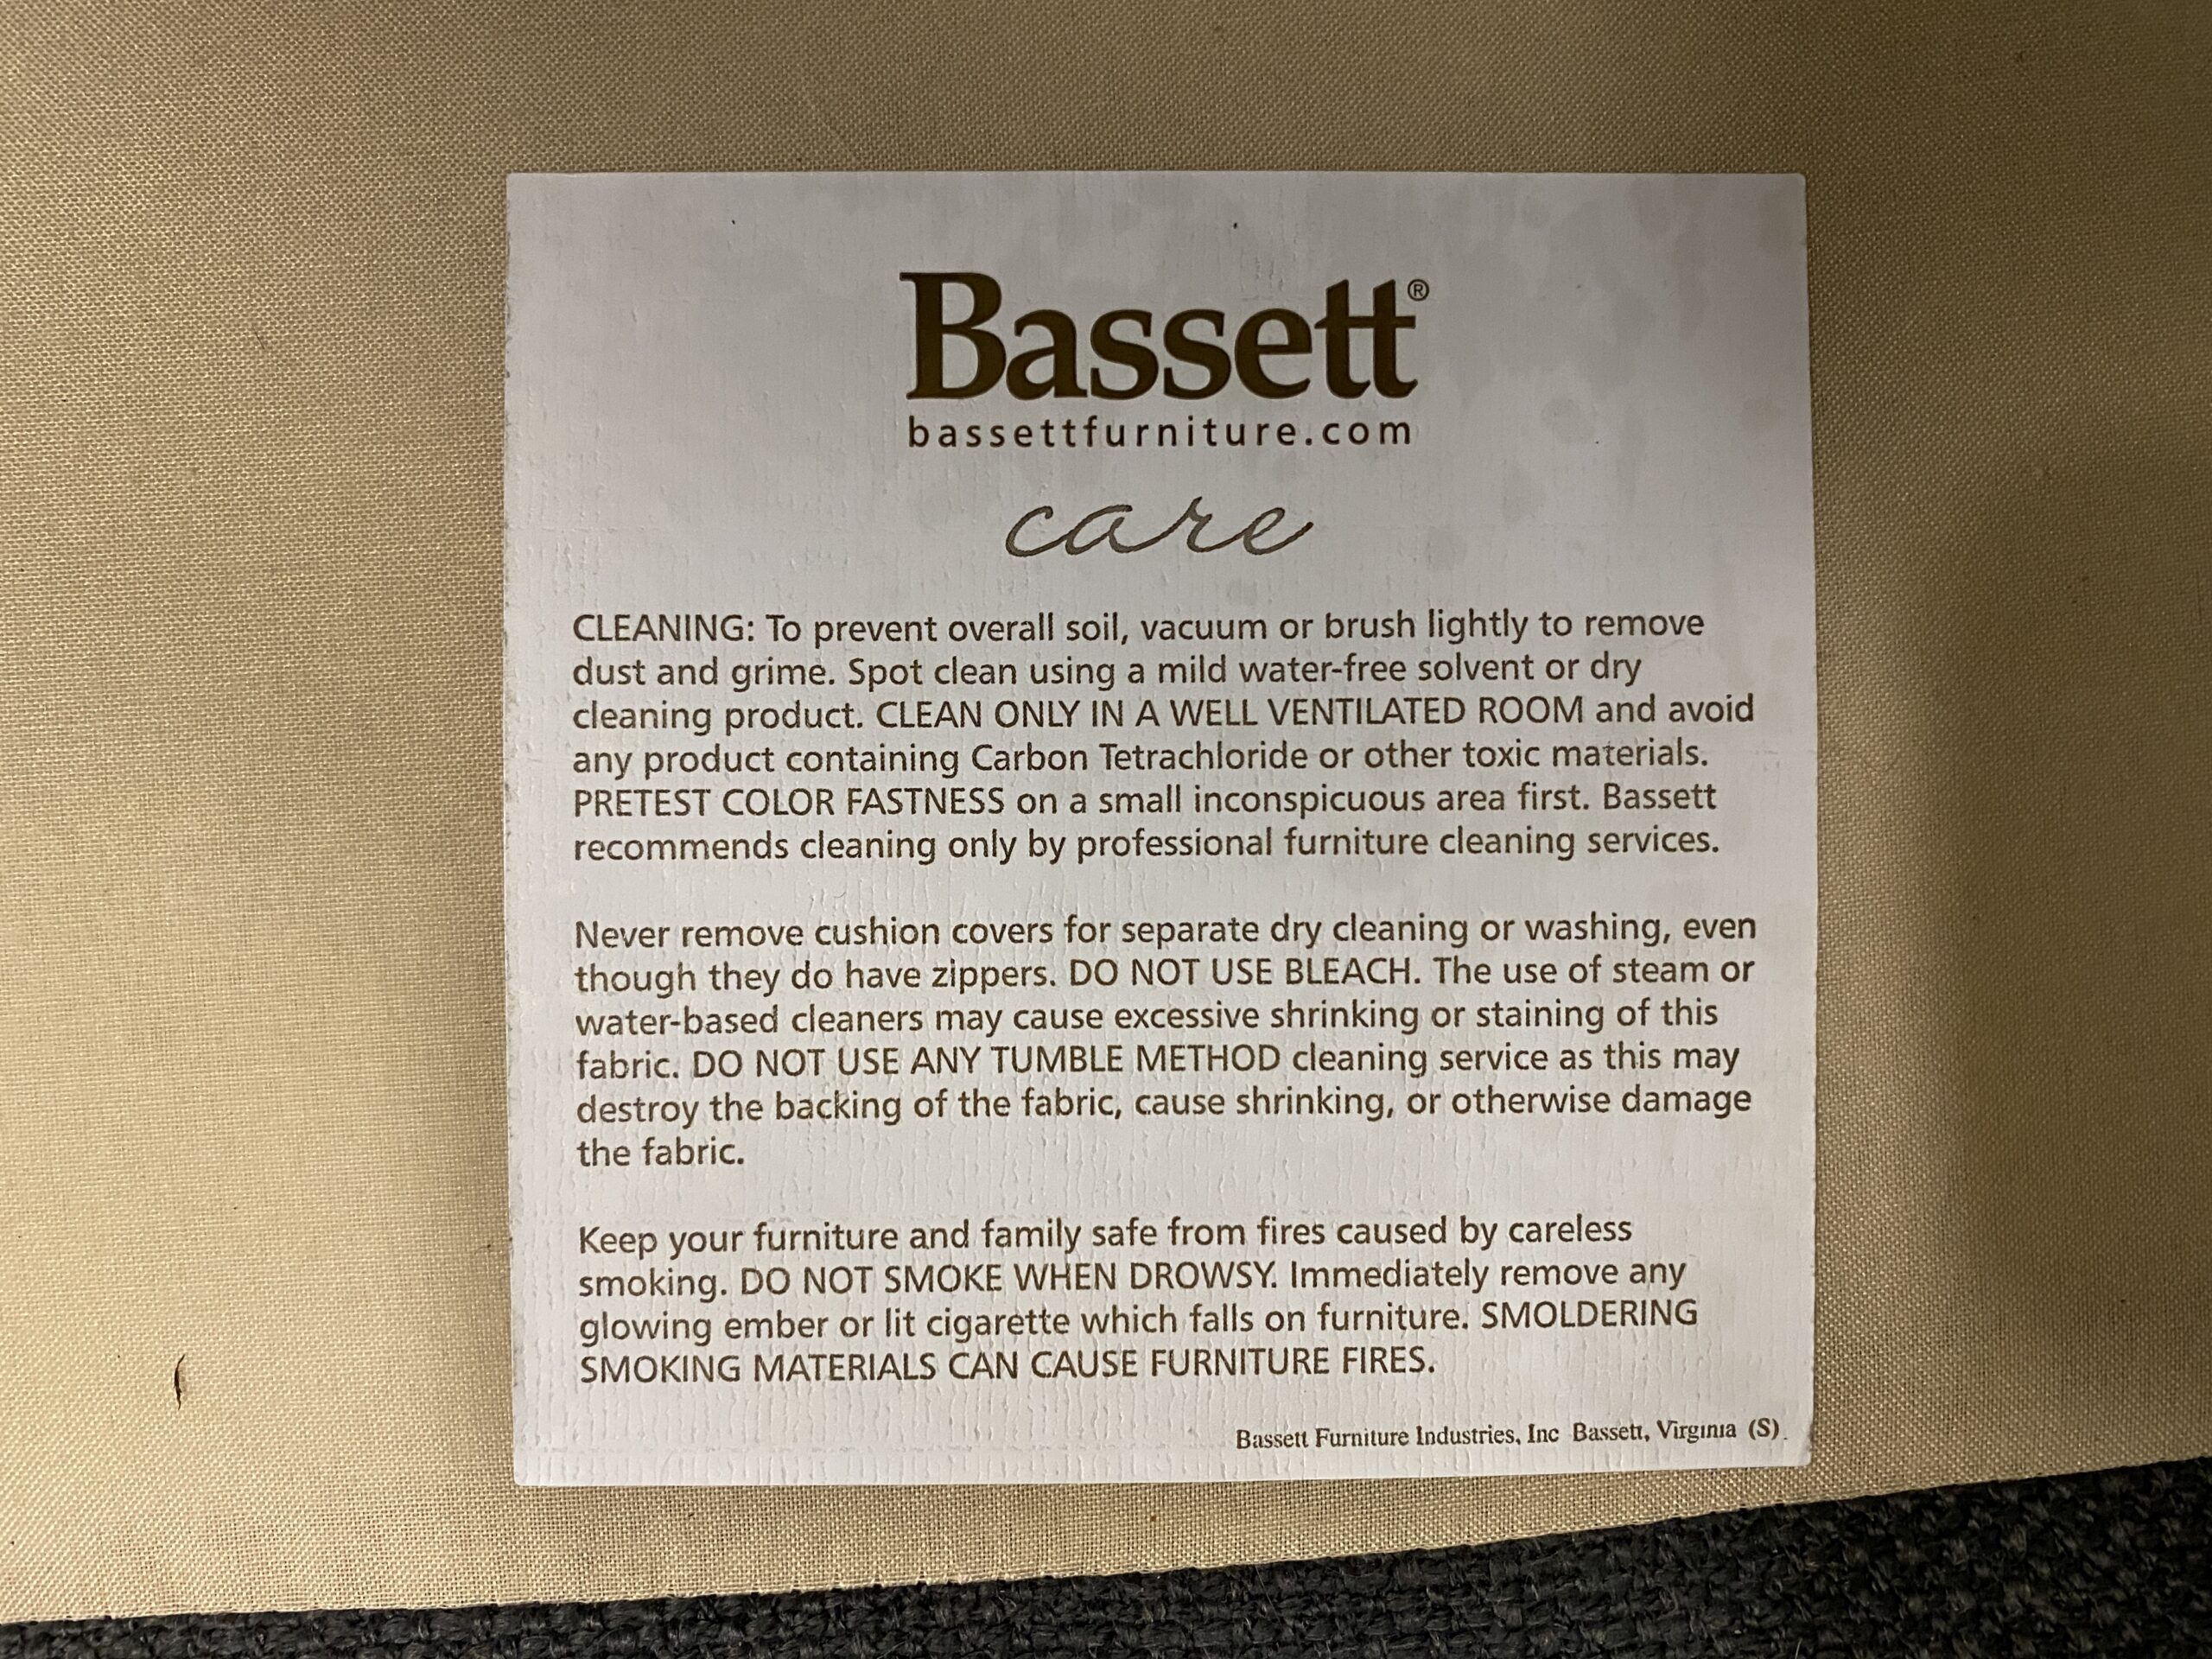 Bassett®
bassettfurniture.com
care
CLEANING: To prevent overall soil, vacuum or brush lightly to remove
dust and grime. Spot clean using a mild water-free solvent or dry
cleaning product. CLEAN ONLY IN A WELL VENTILATED ROOM and avoid
any product containing Carbon Tetrachloride or other toxic materials.
PRETEST COLOR FASTNESS on a small inconspicuous area first. Bassett
recommends cleaning only by professional furniture cleaning services.
Never remove cushion covers for separate dry cleaning or washing, even
though they do have zippers. DO NOT USE BLEACH. The use of steam or
water-based cleaners may cause excessive shrinking or staining of this
fabric. DO NOT USE ANY TUMBLE METHOD cleaning service as this may
destroy the backing of the fabric, cause shrinking, or otherwise damage
the fabric.
Keep your furniture and family safe from fires caused by careless
smoking. DO NOT SMOKE WHEN DROWSY. Immediately remove any
glowing ember or lit cigarette which falls on furniture. SMOLDERING
SMOKING MATERIALS CAN CAUSE FURNITURE FIRES.
Bassett Furniture Industries, Inc Bassett, Virginia (S).